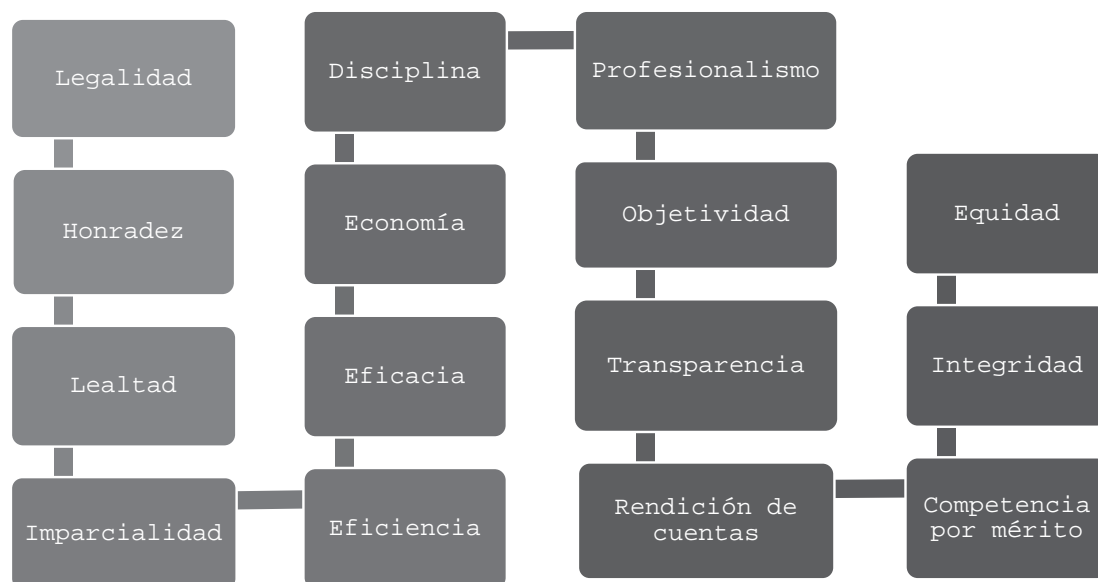 Legalidad
Honradez
Lealtad
Imparcialidad
Eficiencia
Eficacia
Economía
Disciplina
Profesionalismo
Objetividad
Transparencia
Rendición de
cuentas
Competencia
por mérito
Integridad
Equidad